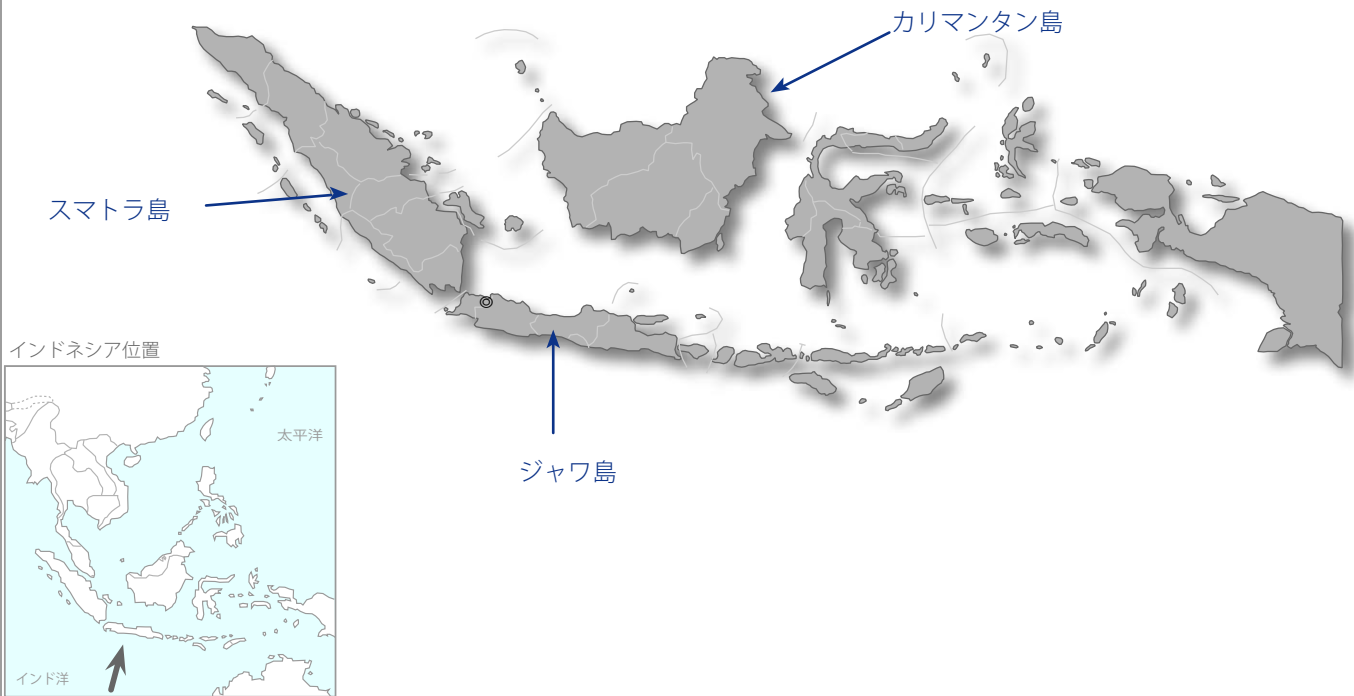 カリマンタン島
スマトラ島
ジャワ島
インドネシア位置
太平洋
インド洋